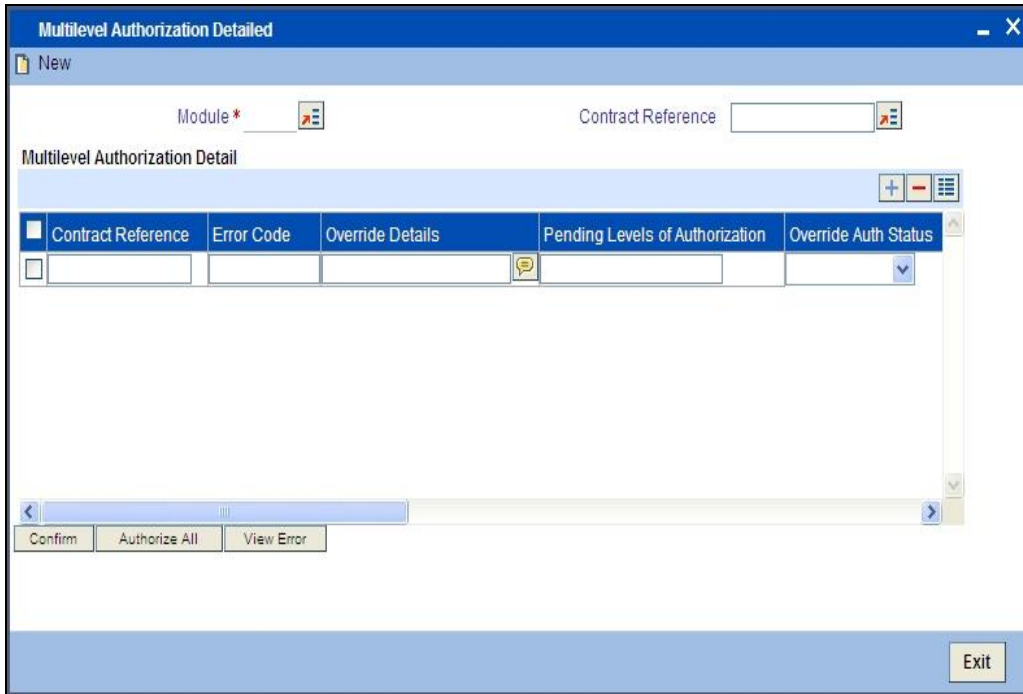 Multilevel Authorization Detailed
New
Module *
Contract Reference
Multilevel Authorization Detail
Contract Reference Error Code Override Details Pending Levels of Authorization Override Auth Status
Confirm Authorize All View Error
Exit